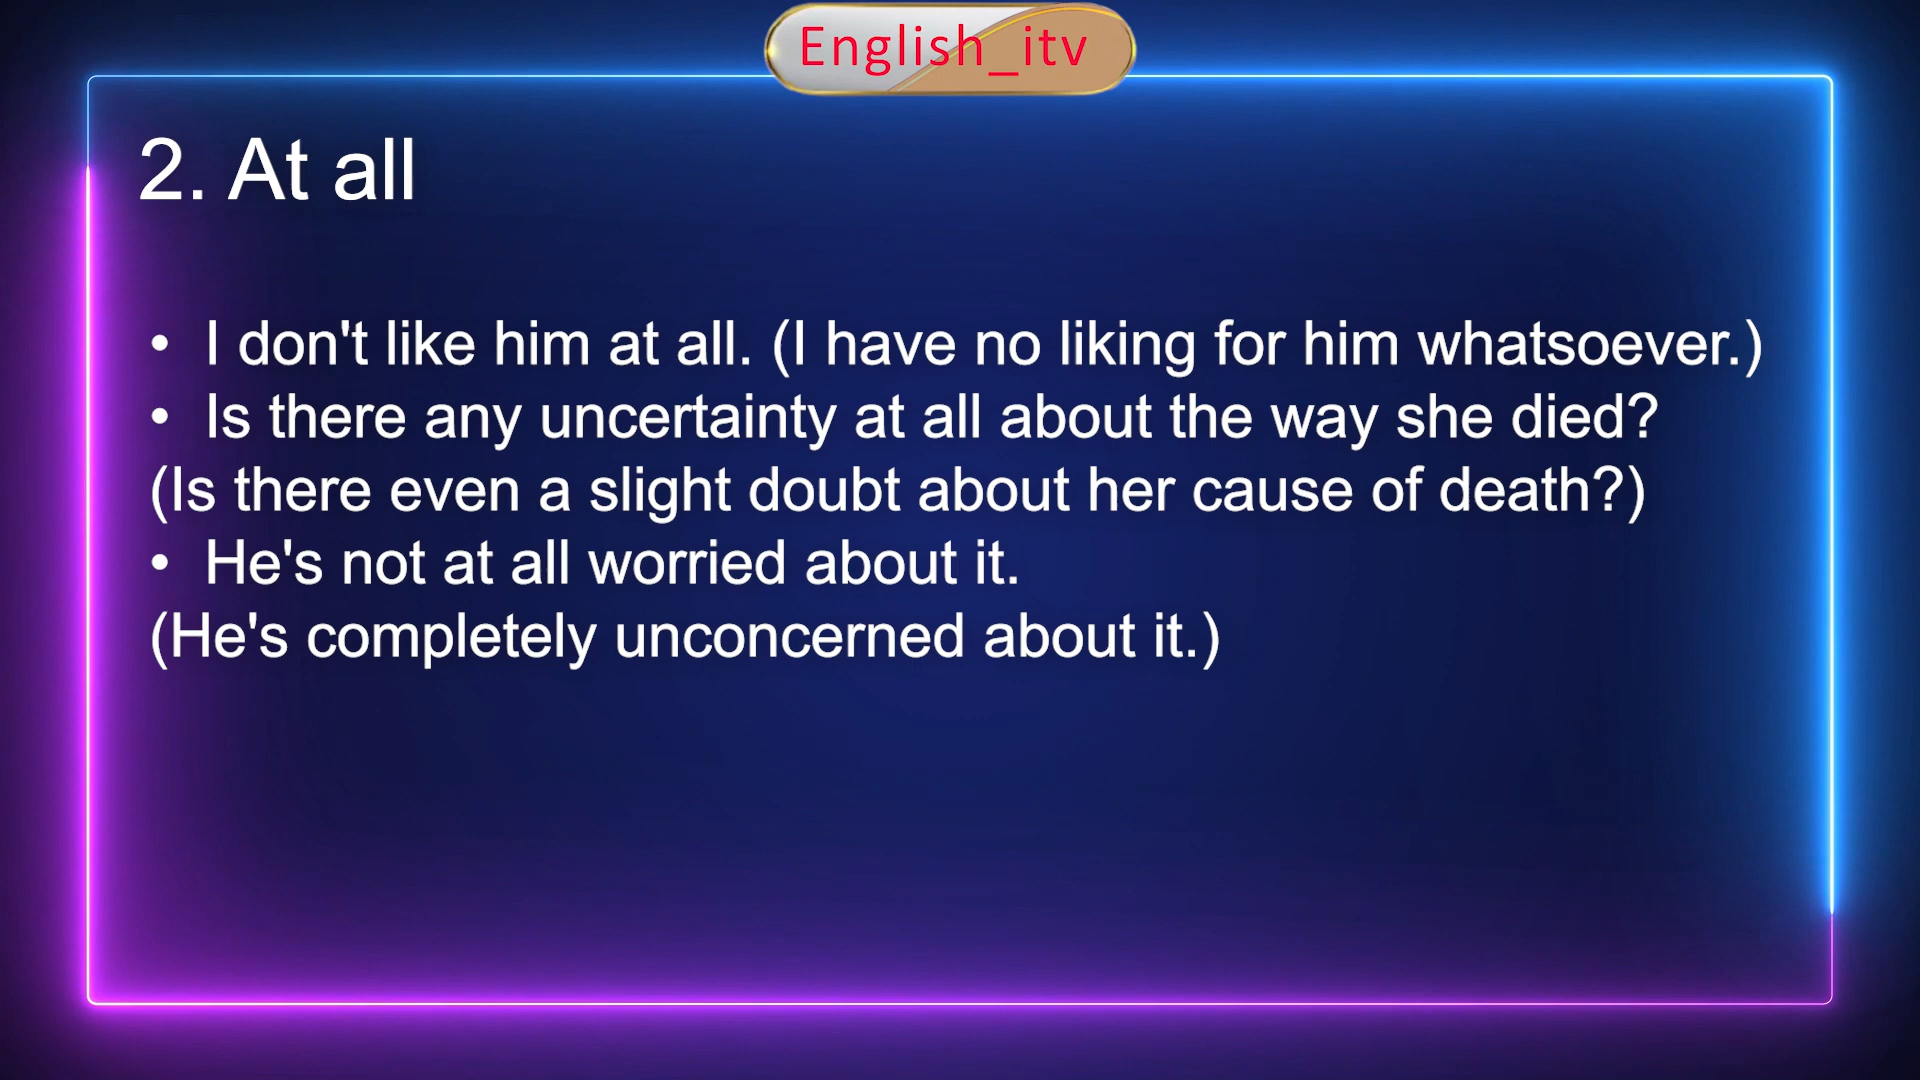 English_itv
2. At all
• I don't like him at all. (I have no liking for him whatsoever.)
• Is there any uncertainty at all about the way she died?
(Is there even a slight doubt about her cause of death?)
• He's not at all worried about it.
(He's completely unconcerned about it.)